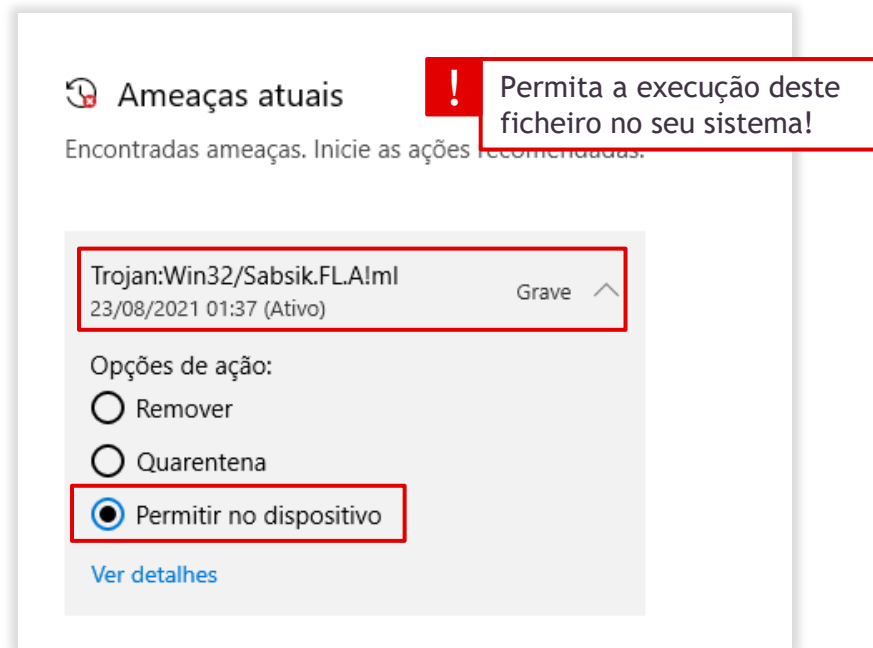 Ameaças atuais
!
Permita a execução deste
ficheiro no seu sistema!
Encontradas ameaças. Inicie as ações recomendadas.
Trojan:Win32/Sabsik.FL.A!ml
23/08/2021 01:37 (Ativo)
Grave
Opções de ação:
Remover
Quarentena
Permitir no dispositivo
Ver detalhes